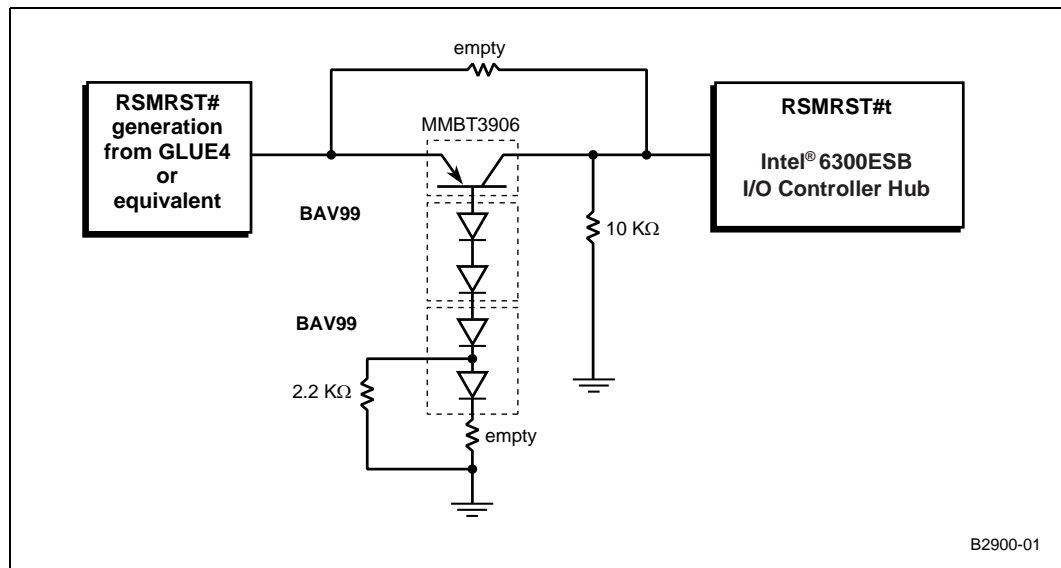 empty
RSMRST#
generation
from GLUE4
or
equivalent
MMBT3906
RSMRST#t
Intel® 6300ESB
I/O Controller Hub
BAV99
10 KΩ
BAV99
2.2 KΩ
empty
B2900-01